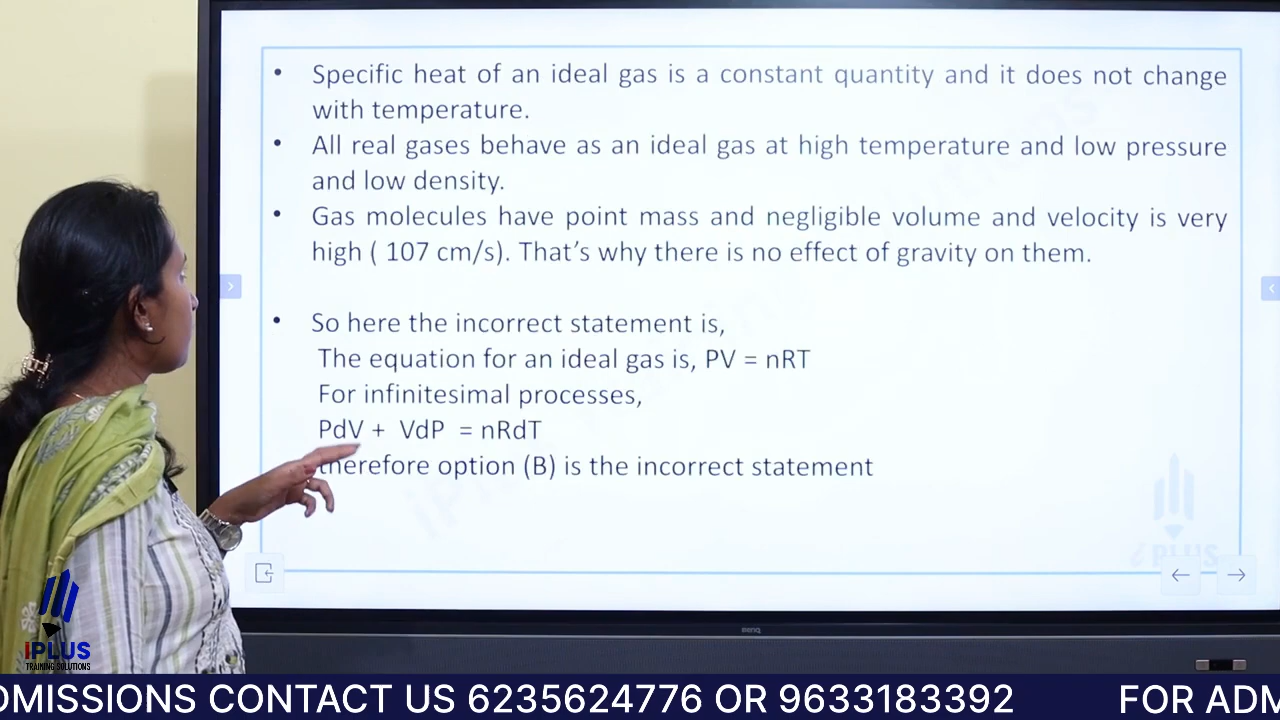 • Specific heat of an ideal gas is a constant quantity and it does not change
with temperature.
• All real gases behave as an ideal gas at high temperature and low pressure
and low density.
• Gas molecules have point mass and negligible volume and velocity is very
high ( 107 cm/s). That’s why there is no effect of gravity on them.
• So here the incorrect statement is,
The equation for an ideal gas is, PV = nRT
For infinitesimal processes,
PdV + VdP = nRdT
therefore option (B) is the incorrect statement
iPLUS
BenQ
IPLUS
TRAINING SOLUTIONS
DMISSIONS CONTACT US 6235624776 OR 9633183392 FOR ADM